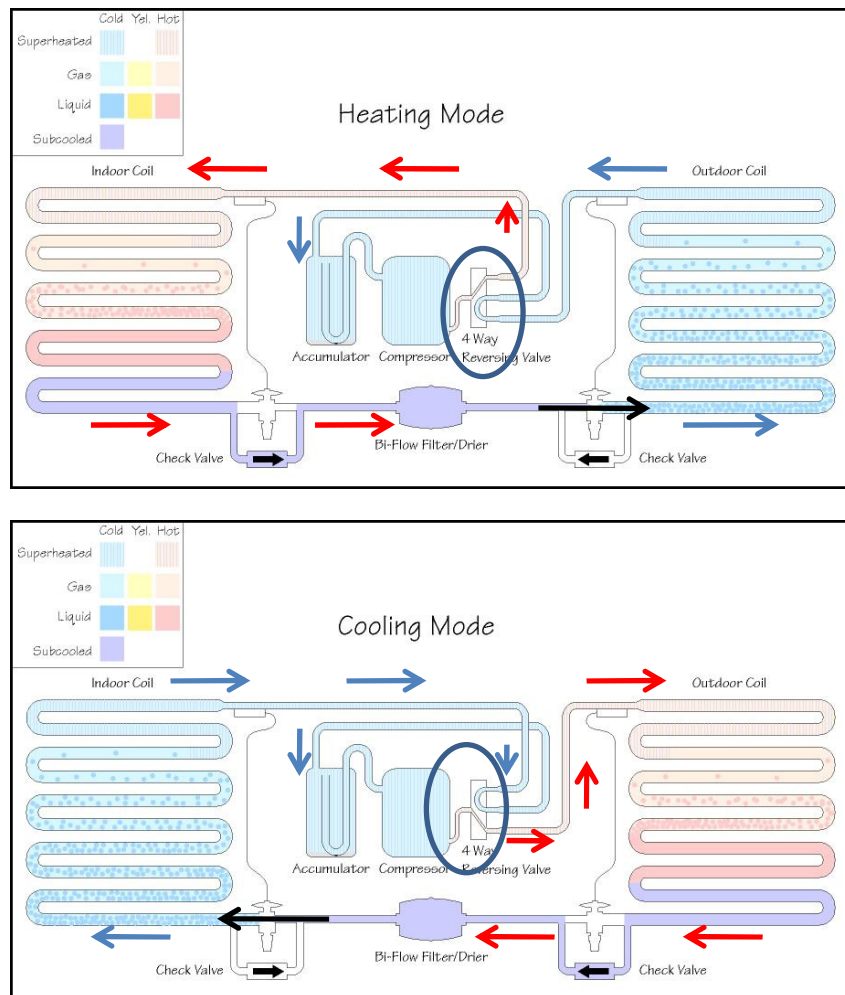 Cold Yel. Hot
Superheated
Gas
Liquid
Subcooled
Heating Mode
Indoor Coil
Outdoor Coil
Accumulator
Compressor
4 Way
Reversing Valve
Bi-Flow Filter/Drier
Check Valve
Check Valve
Cold Yel. Hot
Superheated
Gas
Liquid
Subcooled
Cooling Mode
Indoor Coil
Outdoor Coil
Accumulator
Compressor
4 Way
Reversing Valve
Bi-Flow Filter/Drier
Check Valve
Check Valve